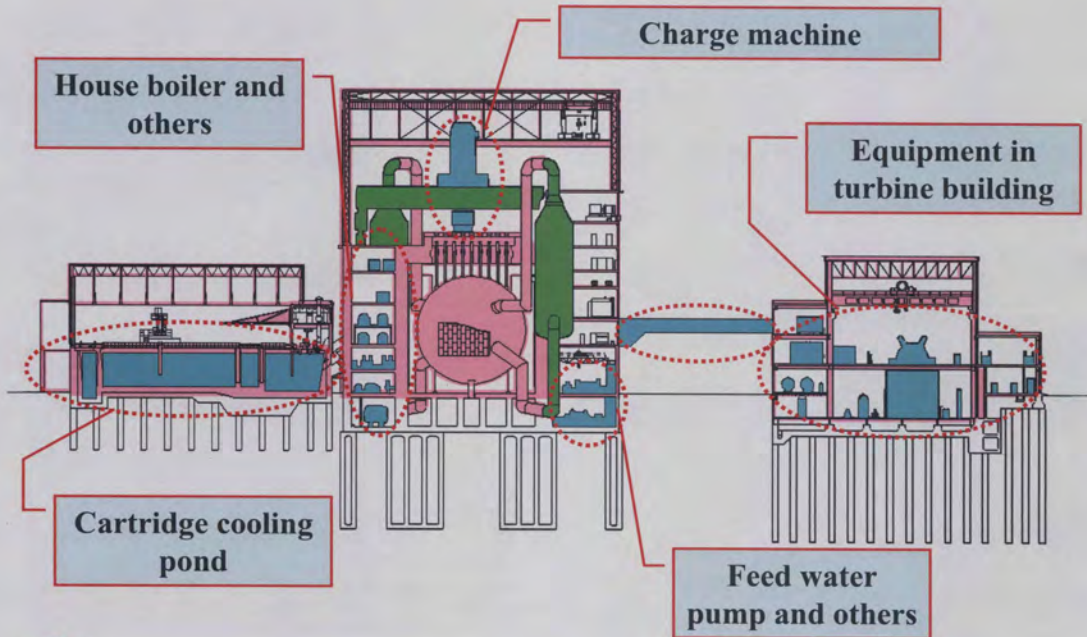 Charge machine
House boiler and
others
Equipment in
turbine building
Cartridge cooling
pond
Feed water
pump and others